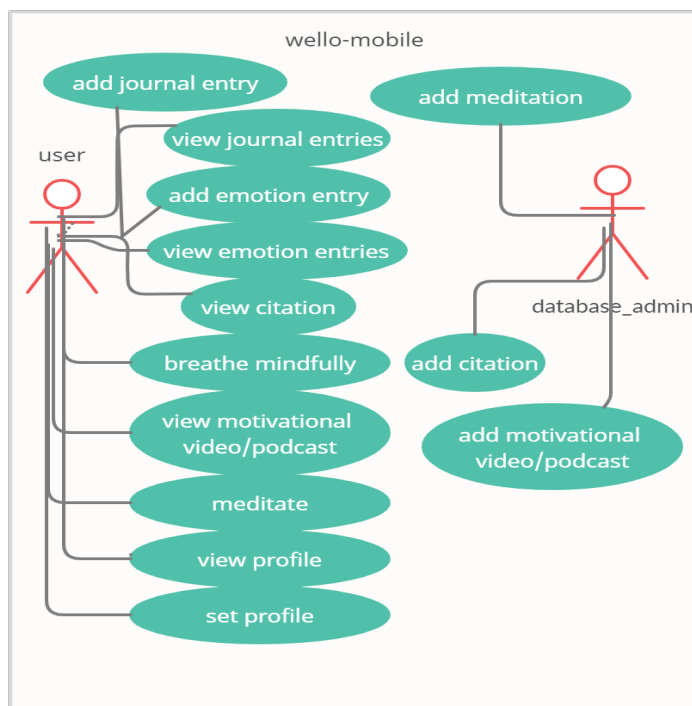 wello-mobile
add journal entry
add meditation
view journal entries
user
add emotion entry
view emotion entries
view citation
database_admin
breathe mindfully
add citation
view motivational
video/podcast
add motivational
video/podcast
meditate
view profile
set profile